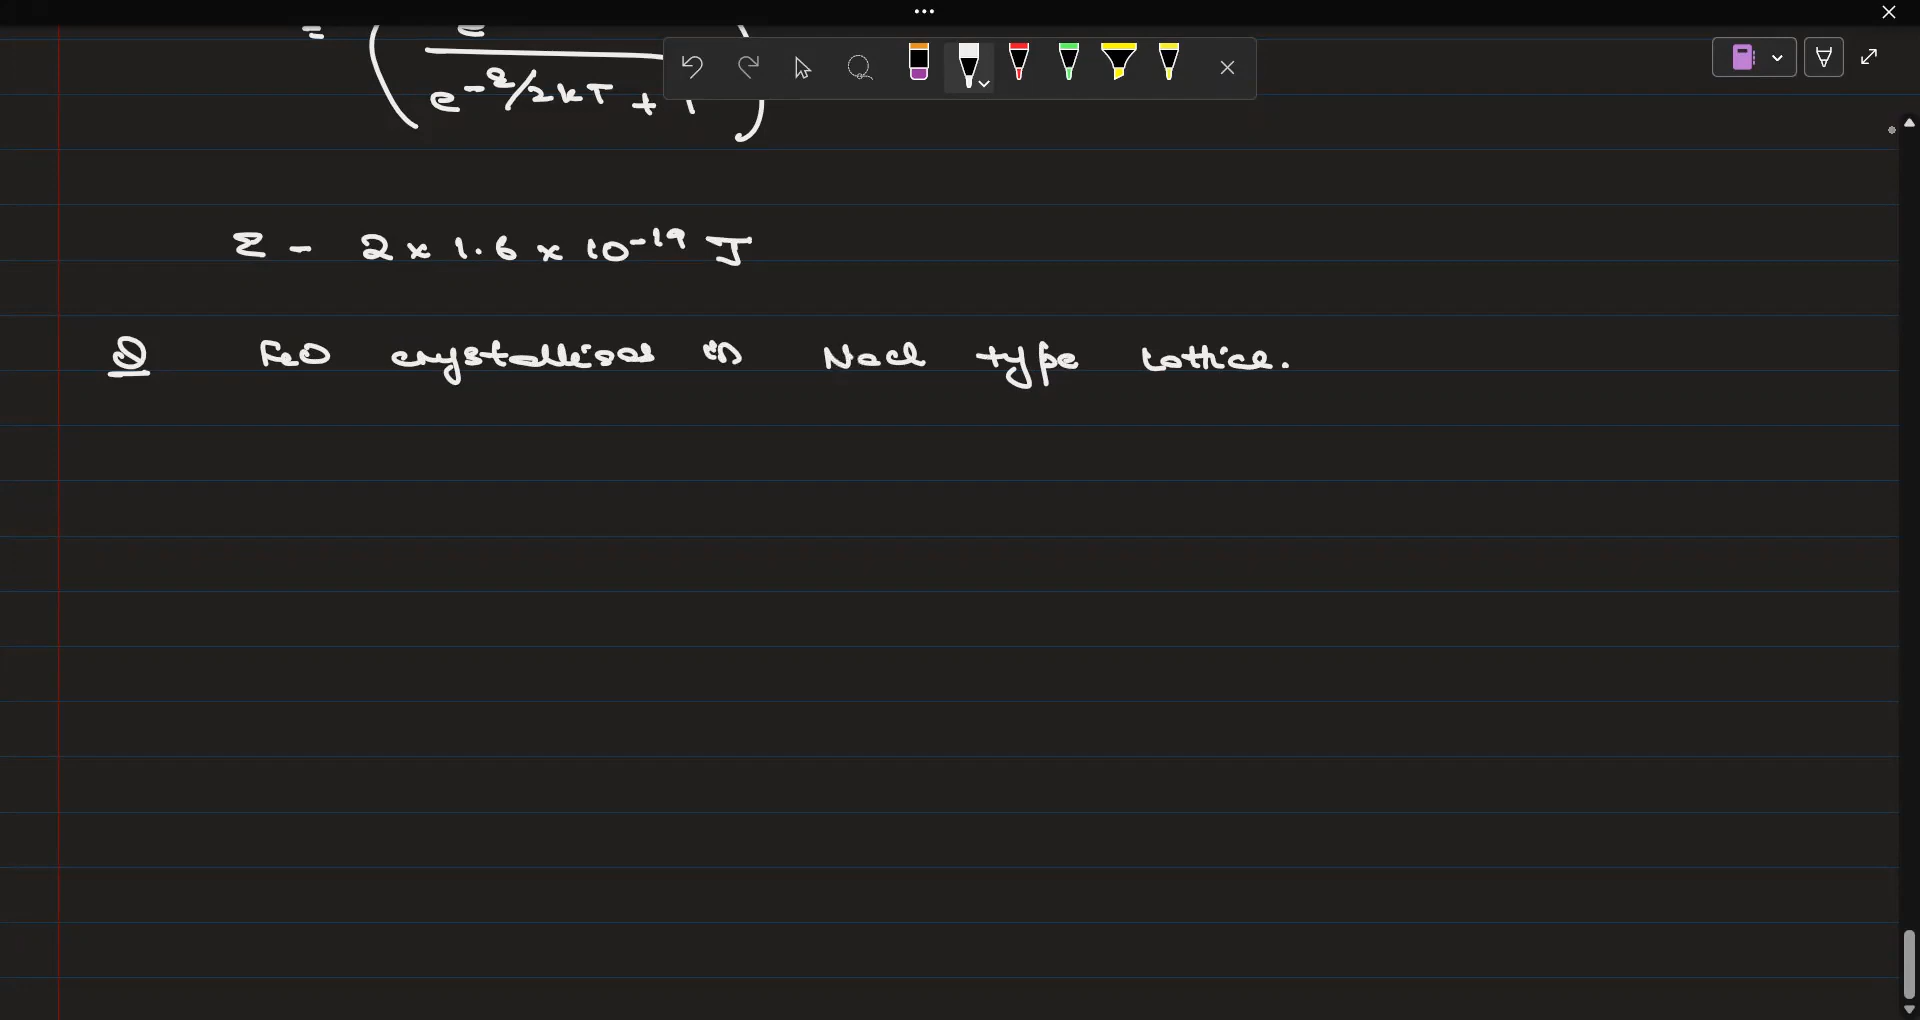 =
e
e^-ε/2kT + 1
Σ - 2 × 1.6 × 10^-19 J
Q FeO crystallises in NaCl type lattice.